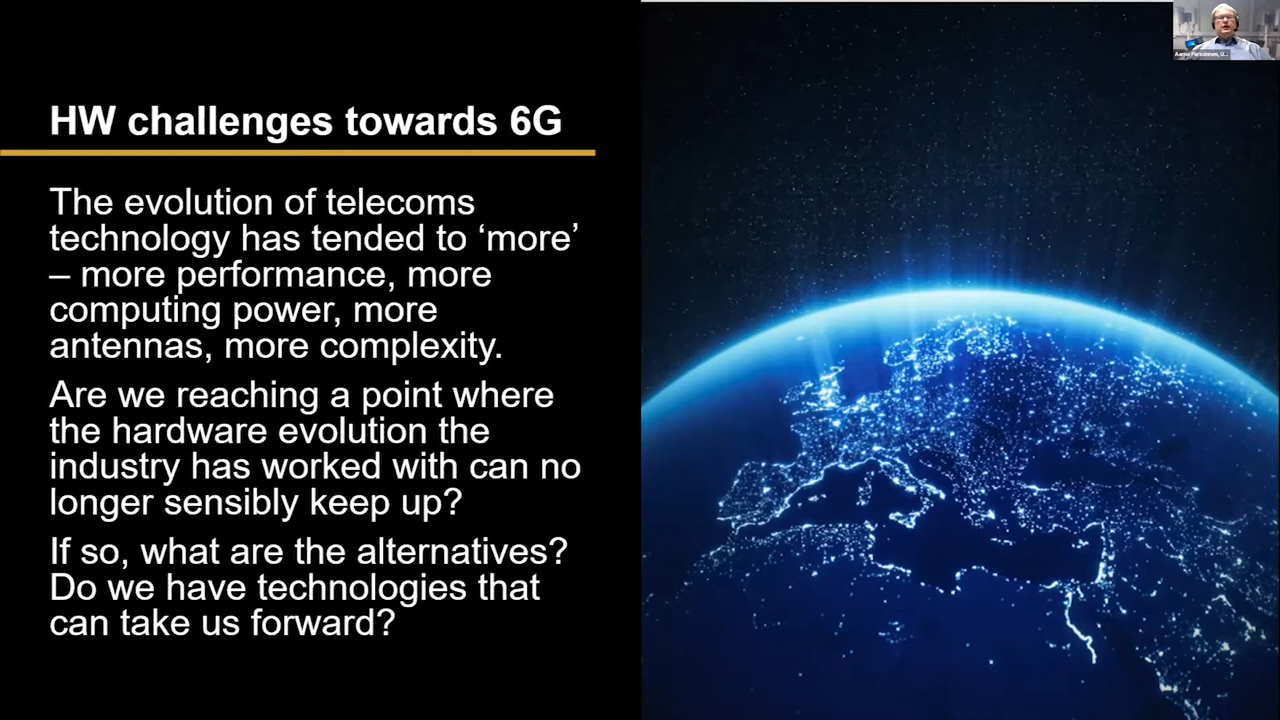 HW challenges towards 6G
The evolution of telecoms
technology has tended to ‘more’
– more performance, more
computing power, more
antennas, more complexity.
Are we reaching a point where
the hardware evolution the
industry has worked with can no
longer sensibly keep up?
If so, what are the alternatives?
Do we have technologies that
can take us forward?